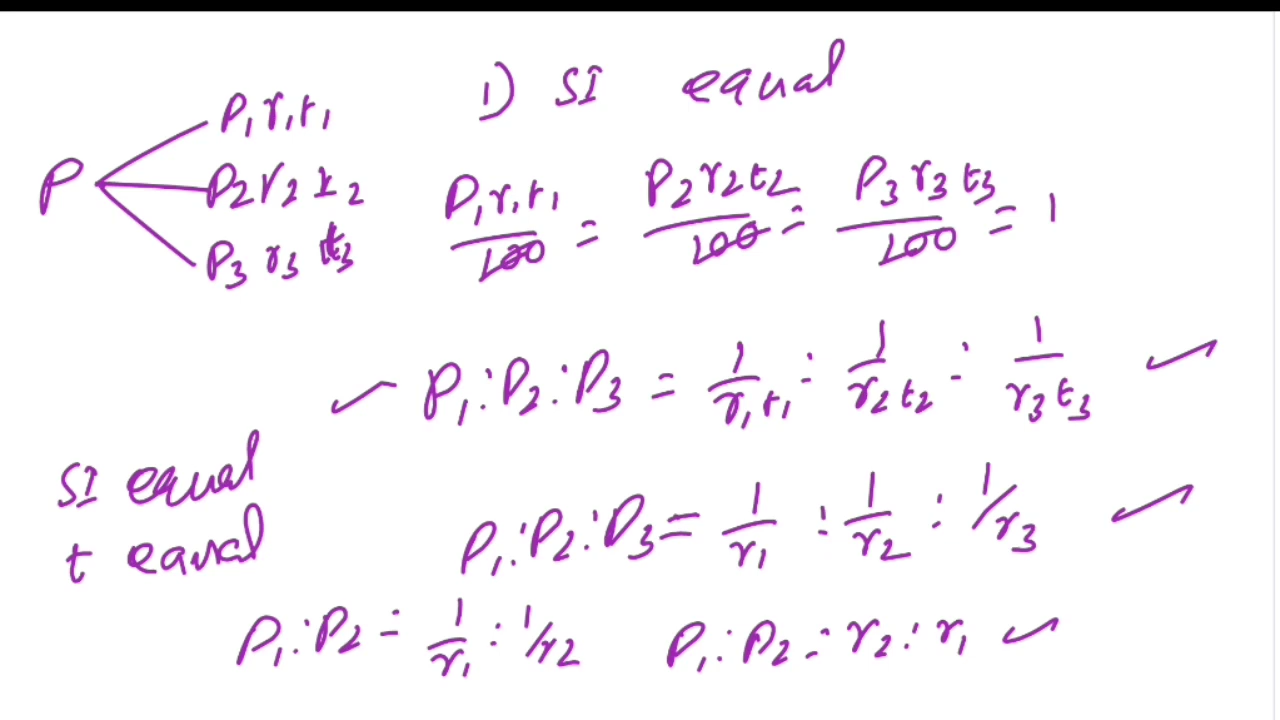 1) SI equal
P₁ r₁ t₁
P P₂ r₂ t₂
P₃ r₃ t₃
P₁r₁t₁/100 = P₂r₂t₂/100 = P₃r₃t₃/100 = 1
P₁:P₂:P₃ = 1/r₁t₁ : 1/r₂t₂ : 1/r₃t₃
SI equal
t equal
P₁:P₂:P₃ = 1/r₁ : 1/r₂ : 1/r₃
P₁:P₂ = 1/r₁ : 1/r₂ P₁:P₂ = r₂:r₁